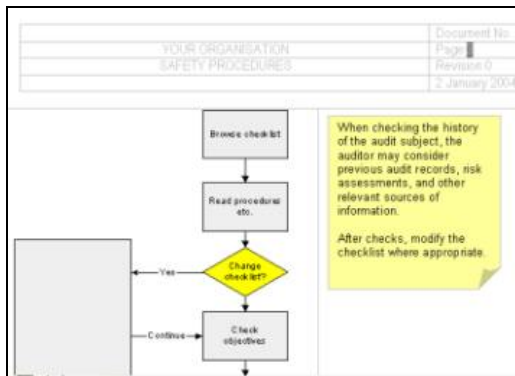 Document No
YOUR ORGANISATION
Page
SAFETY PROCEDURES
Revision 0
2 January 2004
Browse checklist
Read procedures
etc.
Change
checklist?
Yes
Continue
Check
objectives
When checking the history
of the audit subject, the
auditor may consider
previous audit records, risk
assessments, and other
relevant sources of
information.
After checks, modify the
checklist where appropriate.